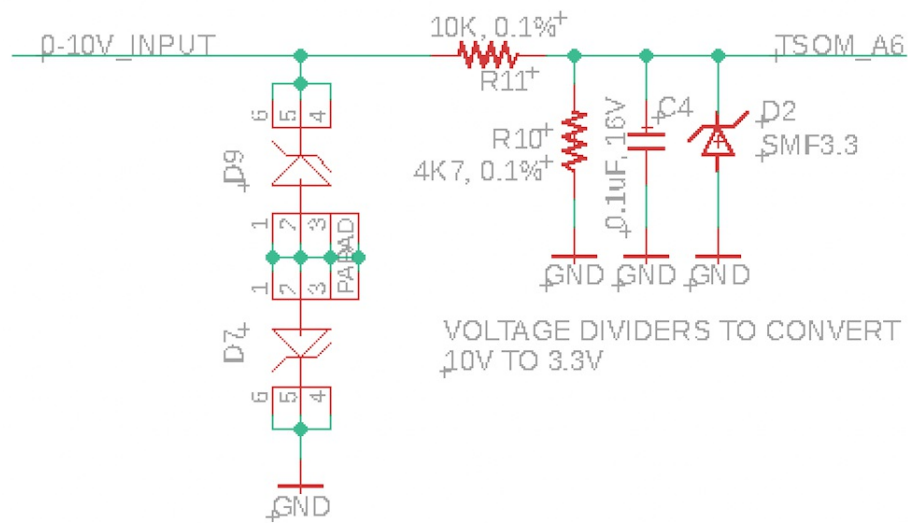 10K, 0.1%
0-10V_INPUT
TSOM_A6
R11
6 5 4
C4
D2
R10
0.1uF, 16V
SMF3.3
4K7, 0.1%
D9
1 2 3 PAD
GND GND GND
1 2 3 PAD
VOLTAGE DIVIDERS TO CONVERT
10V TO 3.3V
D7
6 5 4
GND